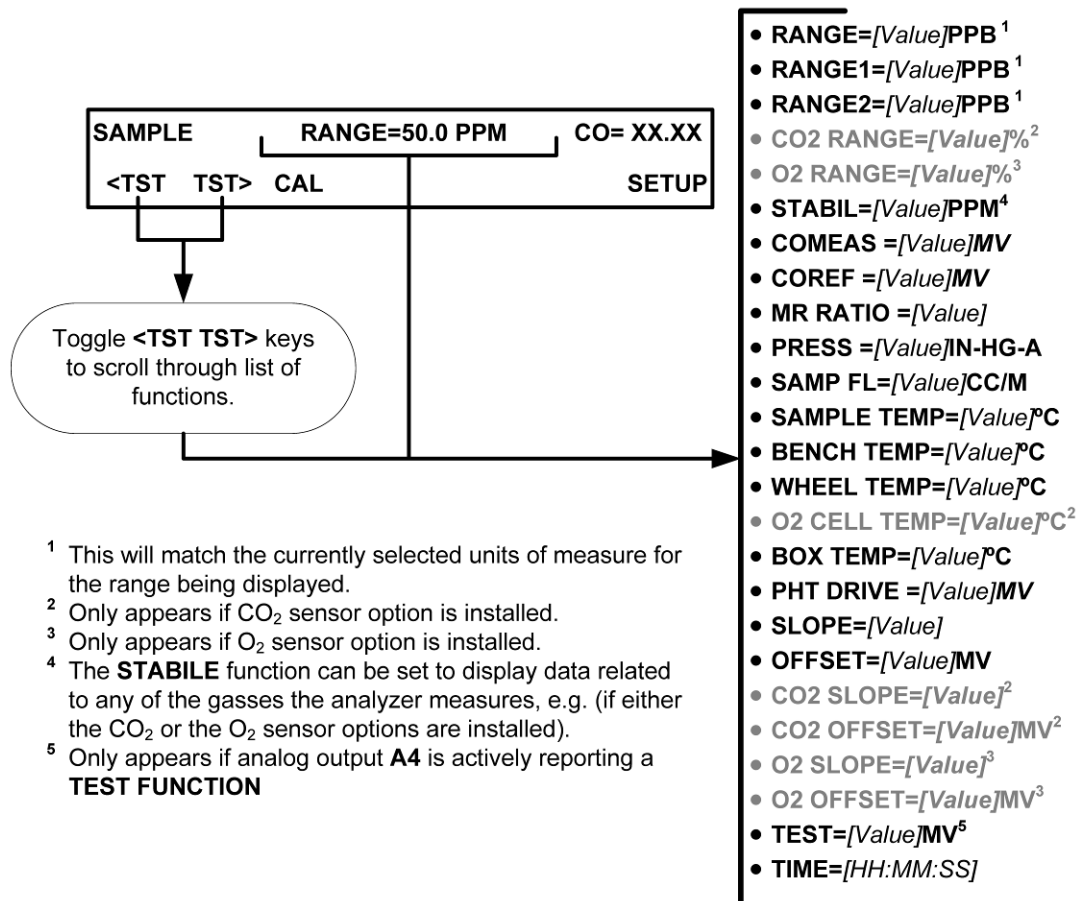 SAMPLE RANGE=50.0 PPM CO= XX.XX
<TST TST> CAL SETUP
Toggle <TST TST> keys
to scroll through list of
functions.
1 This will match the currently selected units of measure for
the range being displayed.
2 Only appears if CO2 sensor option is installed.
3 Only appears if O2 sensor option is installed.
4 The STABILE function can be set to display data related
to any of the gasses the analyzer measures, e.g. (if either
the CO2 or the O2 sensor options are installed).
5 Only appears if analog output A4 is actively reporting a
TEST FUNCTION
• RANGE=[Value]PPB 1
• RANGE1=[Value]PPB 1
• RANGE2=[Value]PPB 1
• CO2 RANGE=[Value]%2
• O2 RANGE=[Value]%3
• STABIL=[Value]PPM4
• COMEAS =[Value]MV
• COREF =[Value]MV
• MR RATIO =[Value]
• PRESS =[Value]IN-HG-A
• SAMP FL=[Value]CC/M
• SAMPLE TEMP=[Value]ºC
• BENCH TEMP=[Value]ºC
• WHEEL TEMP=[Value]ºC
• O2 CELL TEMP=[Value]ºC2
• BOX TEMP=[Value]ºC
• PHT DRIVE =[Value]MV
• SLOPE=[Value]
• OFFSET=[Value]MV
• CO2 SLOPE=[Value]2
• CO2 OFFSET=[Value]MV2
• O2 SLOPE=[Value]3
• O2 OFFSET=[Value]MV3
• TEST=[Value]MV5
• TIME=[HH:MM:SS]